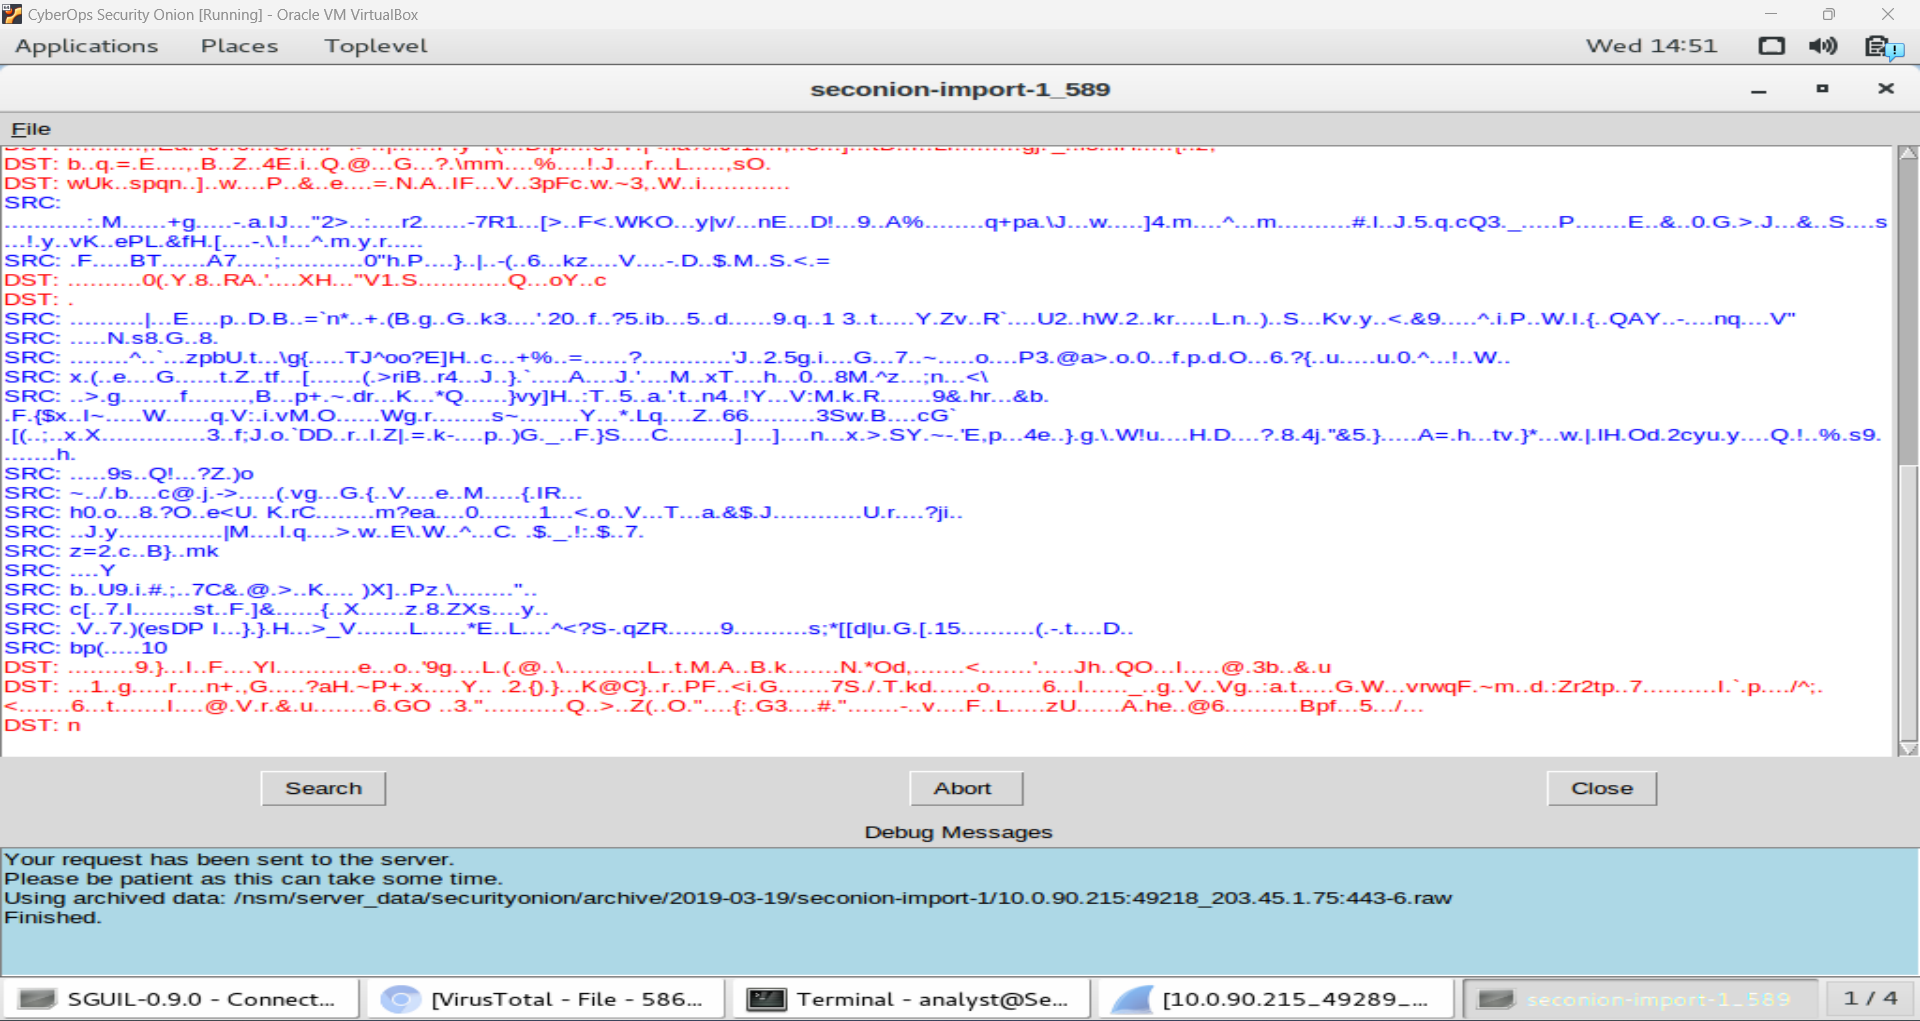 CyberOps Security Onion [Running] - Oracle VM VirtualBox
Applications Places Toplevel Wed 14:51
seconion-import-1_589
File
DST: b..q.=.E....,.B..Z..4E.i..Q.@...G...?.\mm....%....!.J....r...L.....,sO.
DST: wUk..spqn..]..w....P..&..e....=.N.A..IF...V..3pFc.w.~3,.W..i............
SRC:
............:.M......+g.....-.a.IJ..."2>..:....r2......-7R1...[>..F<.WKO...y|v/...nE...D!...9..A%........q+pa.\J...w.....]4.m....^...m..........#.I..J.5.q.cQ3._.....P.......E..&..0.G.>.J...&..S....s
...!.y..vK..ePL.&fH.[....-.\.!...^.m.y.r.....
SRC: .F.....BT......A7.....;...........0"h.P....}..|..-(..6...kz....V....-.D..$.M..S.<.=
DST: ..........0(.Y.8..RA.'....XH..."V1.S............Q...oY..c
DST: .
SRC: ..........|...E....p..D.B..=`n*..+.(B.g..G..k3....'.20..f..?5.ib...5..d......9.q..1 3..t.....Y.Zv..R`....U2..hW.2..kr.....L.n..)..S...Kv.y..<.&9.....^.i.P..W.I.{..QAY..-....nq....V"
SRC: .....N.s8.G..8.
SRC: ........^..`...zpbU.t...\g{.....TJ^oo?E]H..c...+%..=......?............'J..2.5g.i....G...7..~.....o....P3.@a>.o.0...f.p.d.O...6.?{..u.....u.0.^...!..W..
SRC: x.(..e....G......t.Z..tf...[.......(.>riB..r4...J..}.`.....A....J.'....M..xT....h...0...8M.^z...;n...<\
SRC: ..>.g........f........,B...p+.~.dr...K...*Q......}vy]H..:T..5..a.'.t..n4..!Y...V:M.k.R.......9&.hr...&b.
.F.{$x..I~.....W......q.V:.i.vM.O......Wg.r........s~.........Y...*.Lq....Z..66.........3Sw.B....cG`
.[(..;..x.X..............3..f;J.o.`DD..r..I.Z|.=.k-....p..)G._..F.}S....C.........]....]....n...x.>.SY.~-.'E,p...4e..}.g.\.W!u....H.D....?.8.4j."&5.}.....A=.h...tv.}*...w.|.IH.Od.2cyu.y....Q.!..%.s9.
.......h.
SRC: .....9s..Q!...?Z.)o
SRC: ~../.b....c@.j.->.....(.vg...G.{..V....e..M.....{.IR...
SRC: h0.o...8.?O..e<U. K.rC........m?ea....0........1...<.o..V...T...a.&$.J............U.r....?ji..
SRC: ..J.y..............|M....I.q....>.w..E\.W..^...C. .$._.!:.$..7.
SRC: z=2.c..B}..mk
SRC: ....Y
SRC: b..U9.i.#.;..7C&.@.>..K.... )X]..Pz.\........"..
SRC: c[..7.I........st..F.]&......{..X......z.8.ZXs....y..
SRC: .V..7.)(esDP I...}.}.H...>_V.......L......*E..L....^<?S-.qZR.......9..........s;*[[d|u.G.[.15..........(.-.t....D..
SRC: bp(.....10
DST: .........9.}...I..F....YI...........e...o..'9g....L.(.@..\...........L..t.M.A..B.k.......N.*Od,.......<.......'.....Jh..QO...I.....@.3b..&.u
DST: ...1..g.....r....n+.,G.....?aH.~P+.x.....Y.. .2.{).}...K@C}..r..PF..<i.G.......7S./.T.kd......o.......6...I......_..g..V..Vg..:a.t.....G.W...vrwqF.~m..d.:Zr2tp..7..........I.`.p..../^;.
<.......6...t.......I....@.V.r.&.u........6.GO ..3."...........Q..>..Z(..O."....{:.G3....#.".......-..v....F..L.....zU......A.he..@6..........Bpf...5.../...
DST: n
Search Abort Close
Debug Messages
Your request has been sent to the server.
Please be patient as this can take some time.
Using archived data: /nsm/server_data/securityonion/archive/2019-03-19/seconion-import-1/10.0.90.215:49218_203.45.1.75:443-6.raw
Finished.
SGUIL-0.9.0 - Connect... [VirusTotal - File - 586... Terminal - analyst@Se... [10.0.90.215_49289_... seconion-import-1_589 1 / 4